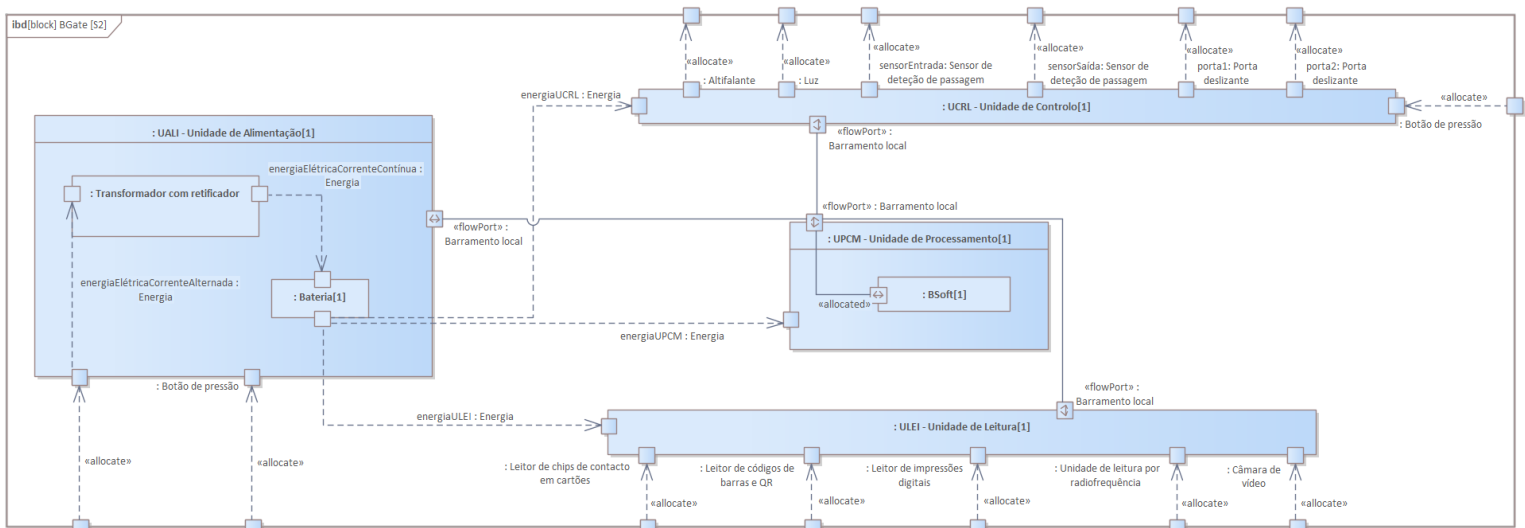 ibd[block] BGate [S2]
«allocate»
«allocate»
«allocate»
«allocate»
«allocate»
«allocate»
: Altifalante
: Luz
sensorEntrada: Sensor de
deteção de passagem
sensorSaída: Sensor de
deteção de passagem
porta1: Porta
deslizante
porta2: Porta
deslizante
energiaUCRL : Energia
: UCRL - Unidade de Controlo[1]
«allocate»
: Botão de pressão
«flowPort» :
Barramento local
: UALI - Unidade de Alimentação[1]
energiaElétricaCorrenteContínua :
Energia
: Transformador com retificador
«flowPort» :
Barramento local
«flowPort» : Barramento local
: UPCM - Unidade de Processamento[1]
energiaElétricaCorrenteAlternada :
Energia
: Bateria[1]
: BSoft[1]
«allocated»
energiaUPCM : Energia
: Botão de pressão
«flowPort» :
Barramento local
energiaULEI : Energia
: ULEI - Unidade de Leitura[1]
«allocate»
«allocate»
: Leitor de chips de contacto
em cartões
: Leitor de códigos de
barras e QR
: Leitor de impressões
digitais
: Unidade de leitura por
radiofrequência
: Câmara de
vídeo
«allocate»
«allocate»
«allocate»
«allocate»
«allocate»